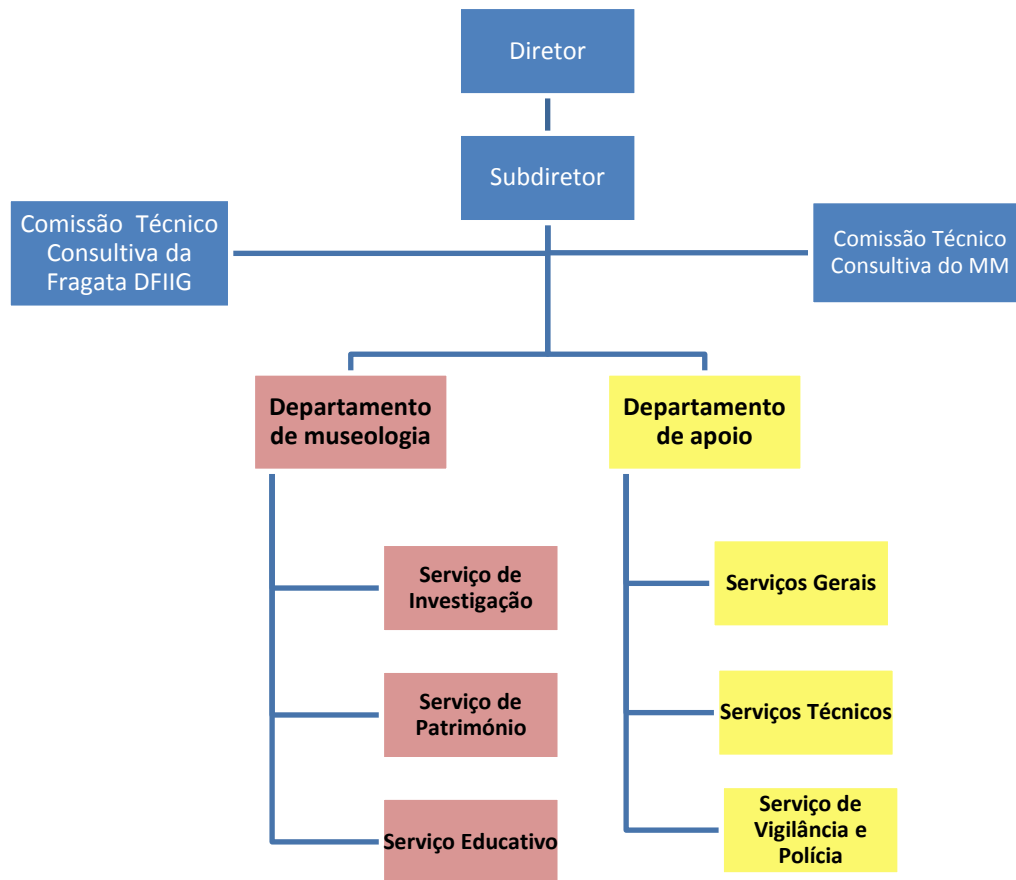 Diretor
Subdiretor
Comissão Técnico
Consultiva da
Fragata DFIIG
Comissão Técnico
Consultiva do MM
Departamento
de museologia
Departamento
de apoio
Serviço de
Investigação
Serviço de
Património
Serviço Educativo
Serviços Gerais
Serviços Técnicos
Serviço de
Vigilância e
Polícia